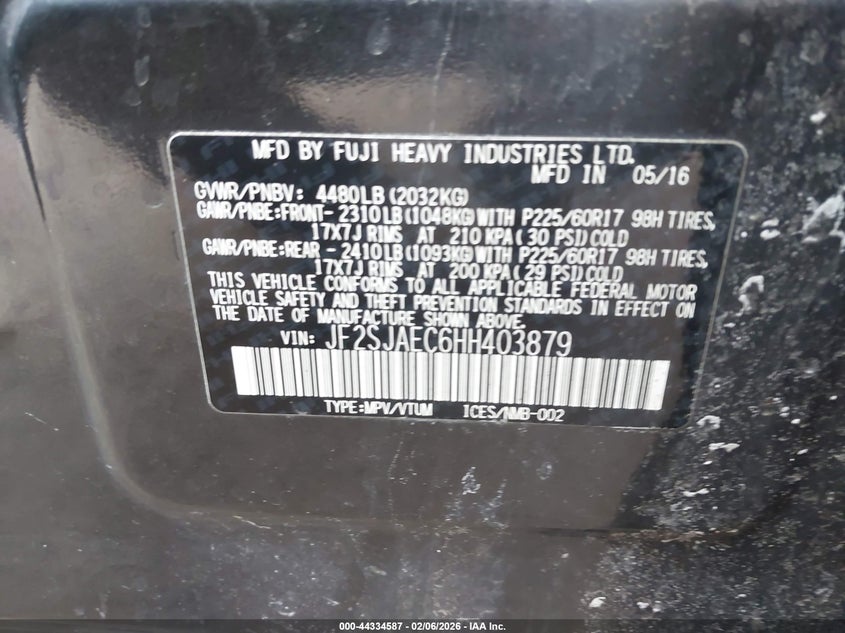 MFD BY FUJI HEAVY INDUSTRIES LTD.
MFD IN 05/16
GVWR/PNBV: 4480LB (2032KG)
GAWR/PNBE:FRONT- 2310LB (1048KG) WITH P225/60R17 98H TIRES,
17X7J RIMS AT 210 KPA ( 30 PSI) COLD
GAWR/PNBE:REAR - 2410LB (1093KG) WITH P225/60R17 98H TIRES,
17X7J RIMS AT 200 KPA ( 29 PSI) COLD
THIS VEHICLE CONFORMS TO ALL APPLICABLE FEDERAL MOTOR
VEHICLE SAFETY AND THEFT PREVENTION STANDARDS IN EFFECT ON
THE DATE OF MANUFACTURE SHOWN ABOVE.
VIN: JF2SJAEC6HH403879
TYPE:MPV/VTUM ICES/NMB-002
000-44334587 - 02/06/2026 - IAA Inc.